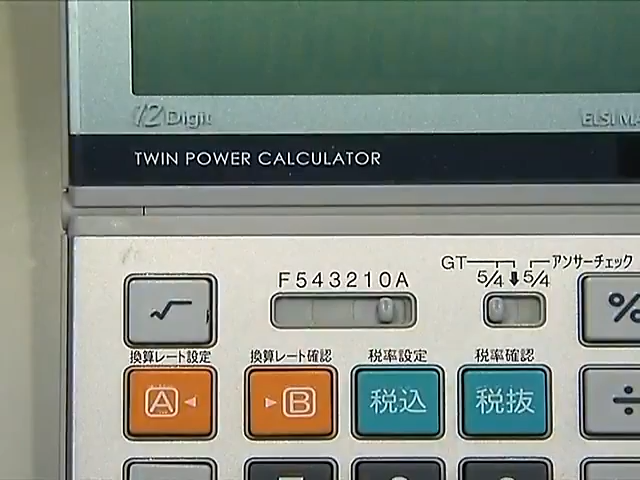 12 Digit
ELSI MA
TWIN POWER CALCULATOR
GT アンサーチェック
F543210A 5/4 ⬇ 5/4
√ %
換算レート設定 換算レート確認 税率設定 税率確認
A◀ ▶B 税込 税抜 ÷